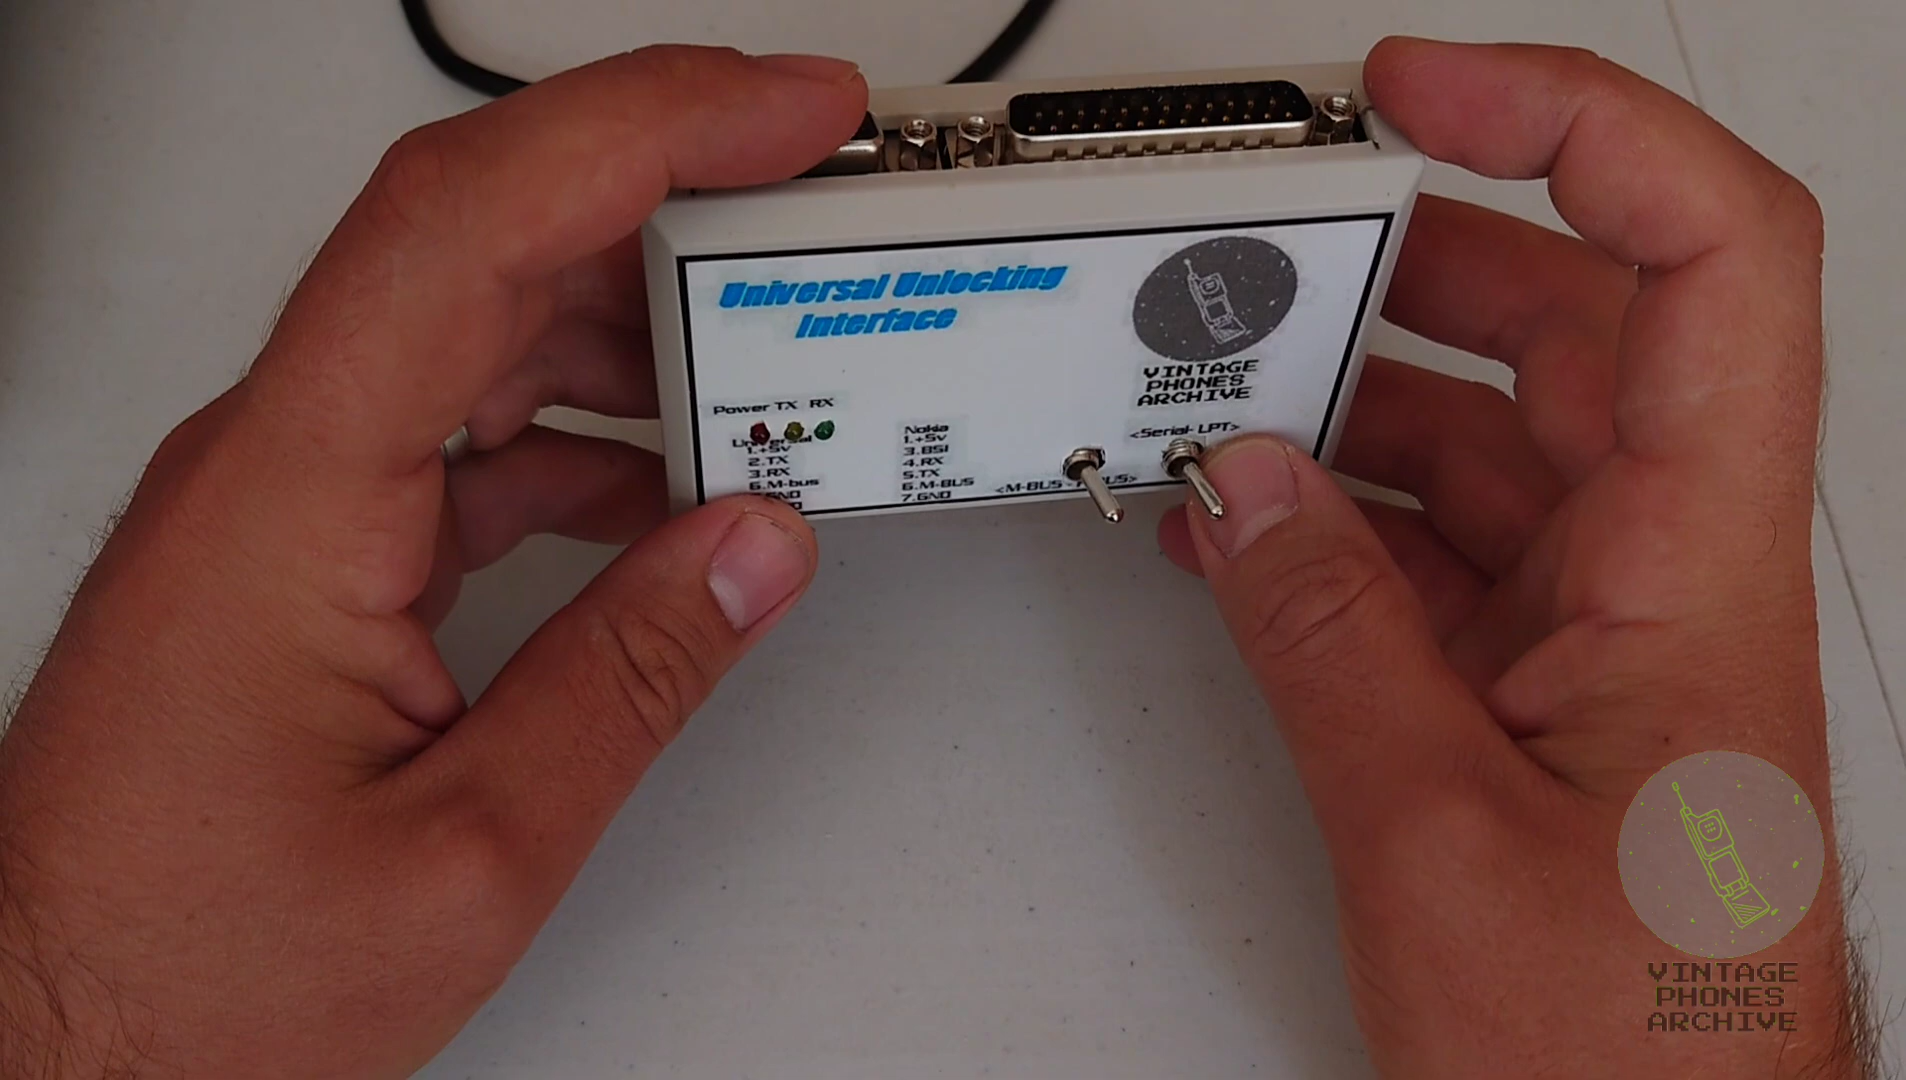 Universal Unlocking
Interface
VINTAGE
PHONES
ARCHIVE
Power TX RX
Universal
1.+5v
2.TX
3.RX
6.M-bus
Nokia
1.+5v
3.BSI
4.RX
5.TX
6.M-BUS
7.GND
<Serial- LPT>
<M-BUS -
VINTAGE
PHONES
ARCHIVE